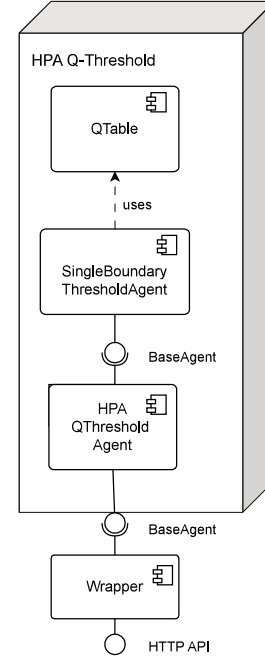 HPA Q-Threshold
QTable
uses
SingleBoundary
ThresholdAgent
BaseAgent
HPA
QThreshold
Agent
BaseAgent
Wrapper
HTTP API